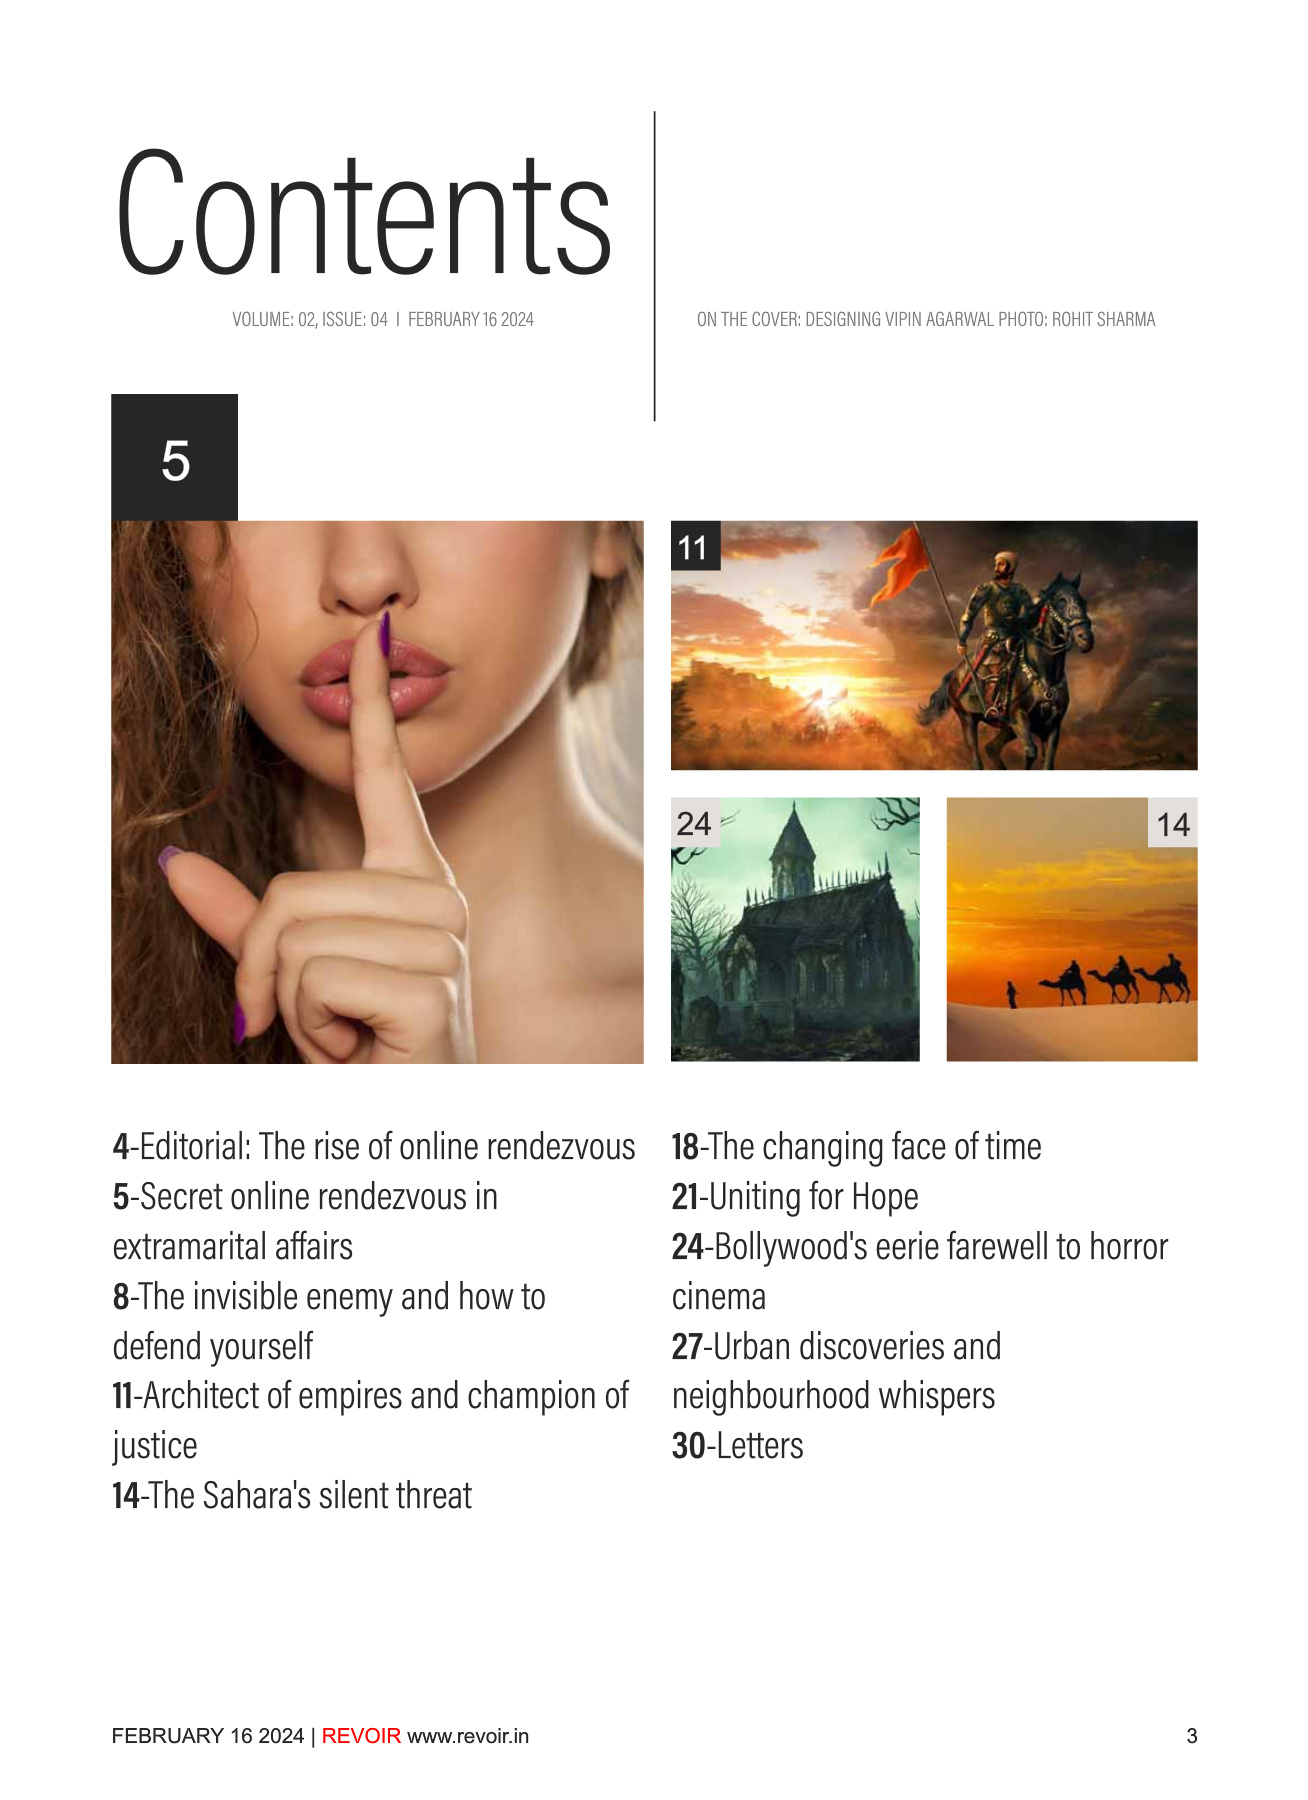 Contents
VOLUME: 02, ISSUE: 04 I FEBRUARY 16 2024
ON THE COVER: DESIGNING VIPIN AGARWAL PHOTO: ROHIT SHARMA
5
11
24
14
4-Editorial: The rise of online rendezvous
5-Secret online rendezvous in
extramarital affairs
8-The invisible enemy and how to
defend yourself
11-Architect of empires and champion of
justice
14-The Sahara's silent threat
18-The changing face of time
21-Uniting for Hope
24-Bollywood's eerie farewell to horror
cinema
27-Urban discoveries and
neighbourhood whispers
30-Letters
FEBRUARY 16 2024 | REVOIR www.revoir.in
3